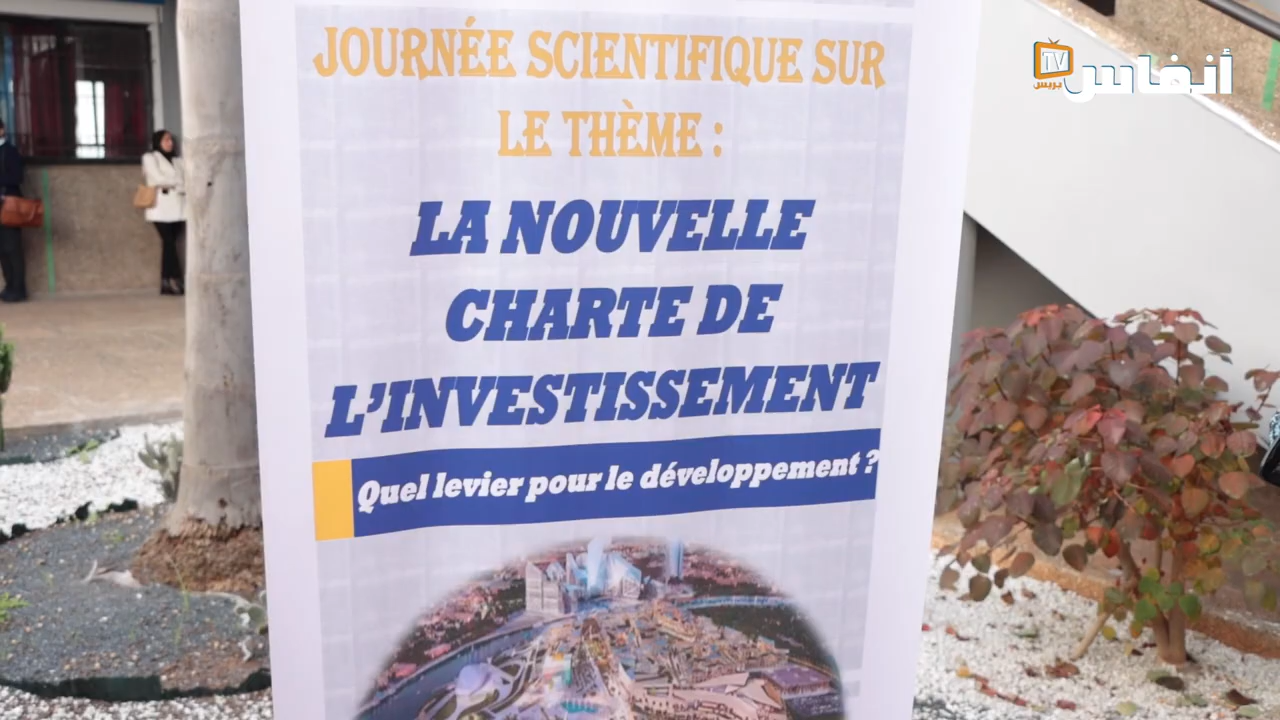 JOURNÉE SCIENTIFIQUE SUR
LE THÈME :
LA NOUVELLE
CHARTE DE
L'INVESTISSEMENT
Quel levier pour le développement ?
أنفاس
بريس
TV